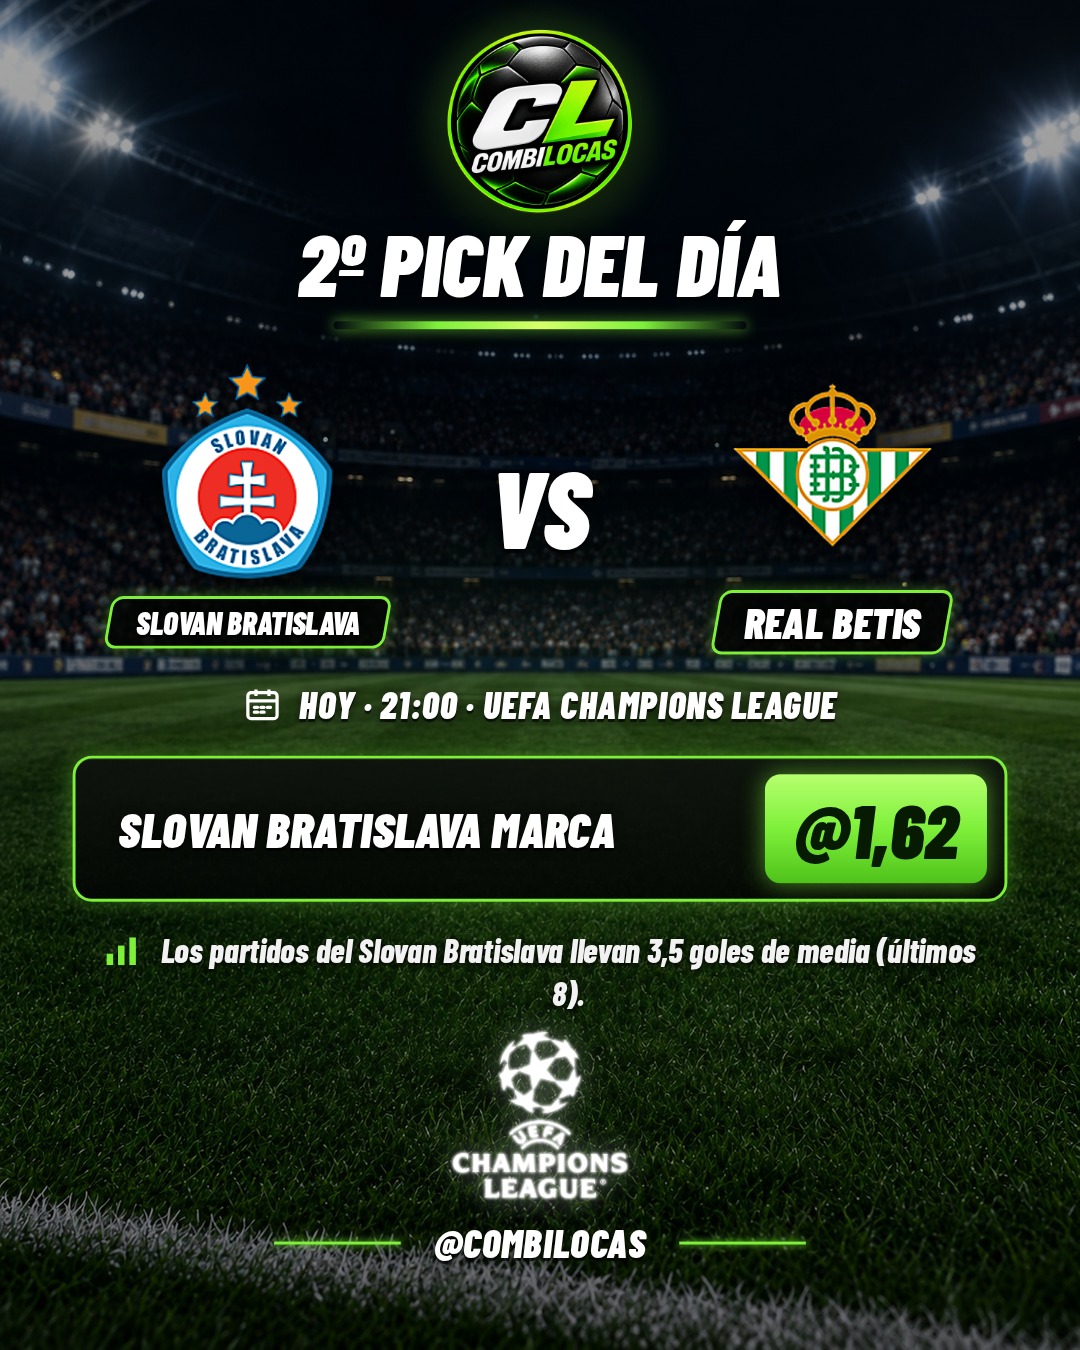 CL
COMBILOCAS
2º PICK DEL DÍA
SLOVAN
BRATISLAVA
VS
SLOVAN BRATISLAVA
REAL BETIS
HOY · 21:00 · UEFA CHAMPIONS LEAGUE
SLOVAN BRATISLAVA MARCA
@1,62
Los partidos del Slovan Bratislava llevan 3,5 goles de media (últimos
8).
UEFA
CHAMPIONS
LEAGUE®
@COMBILOCAS